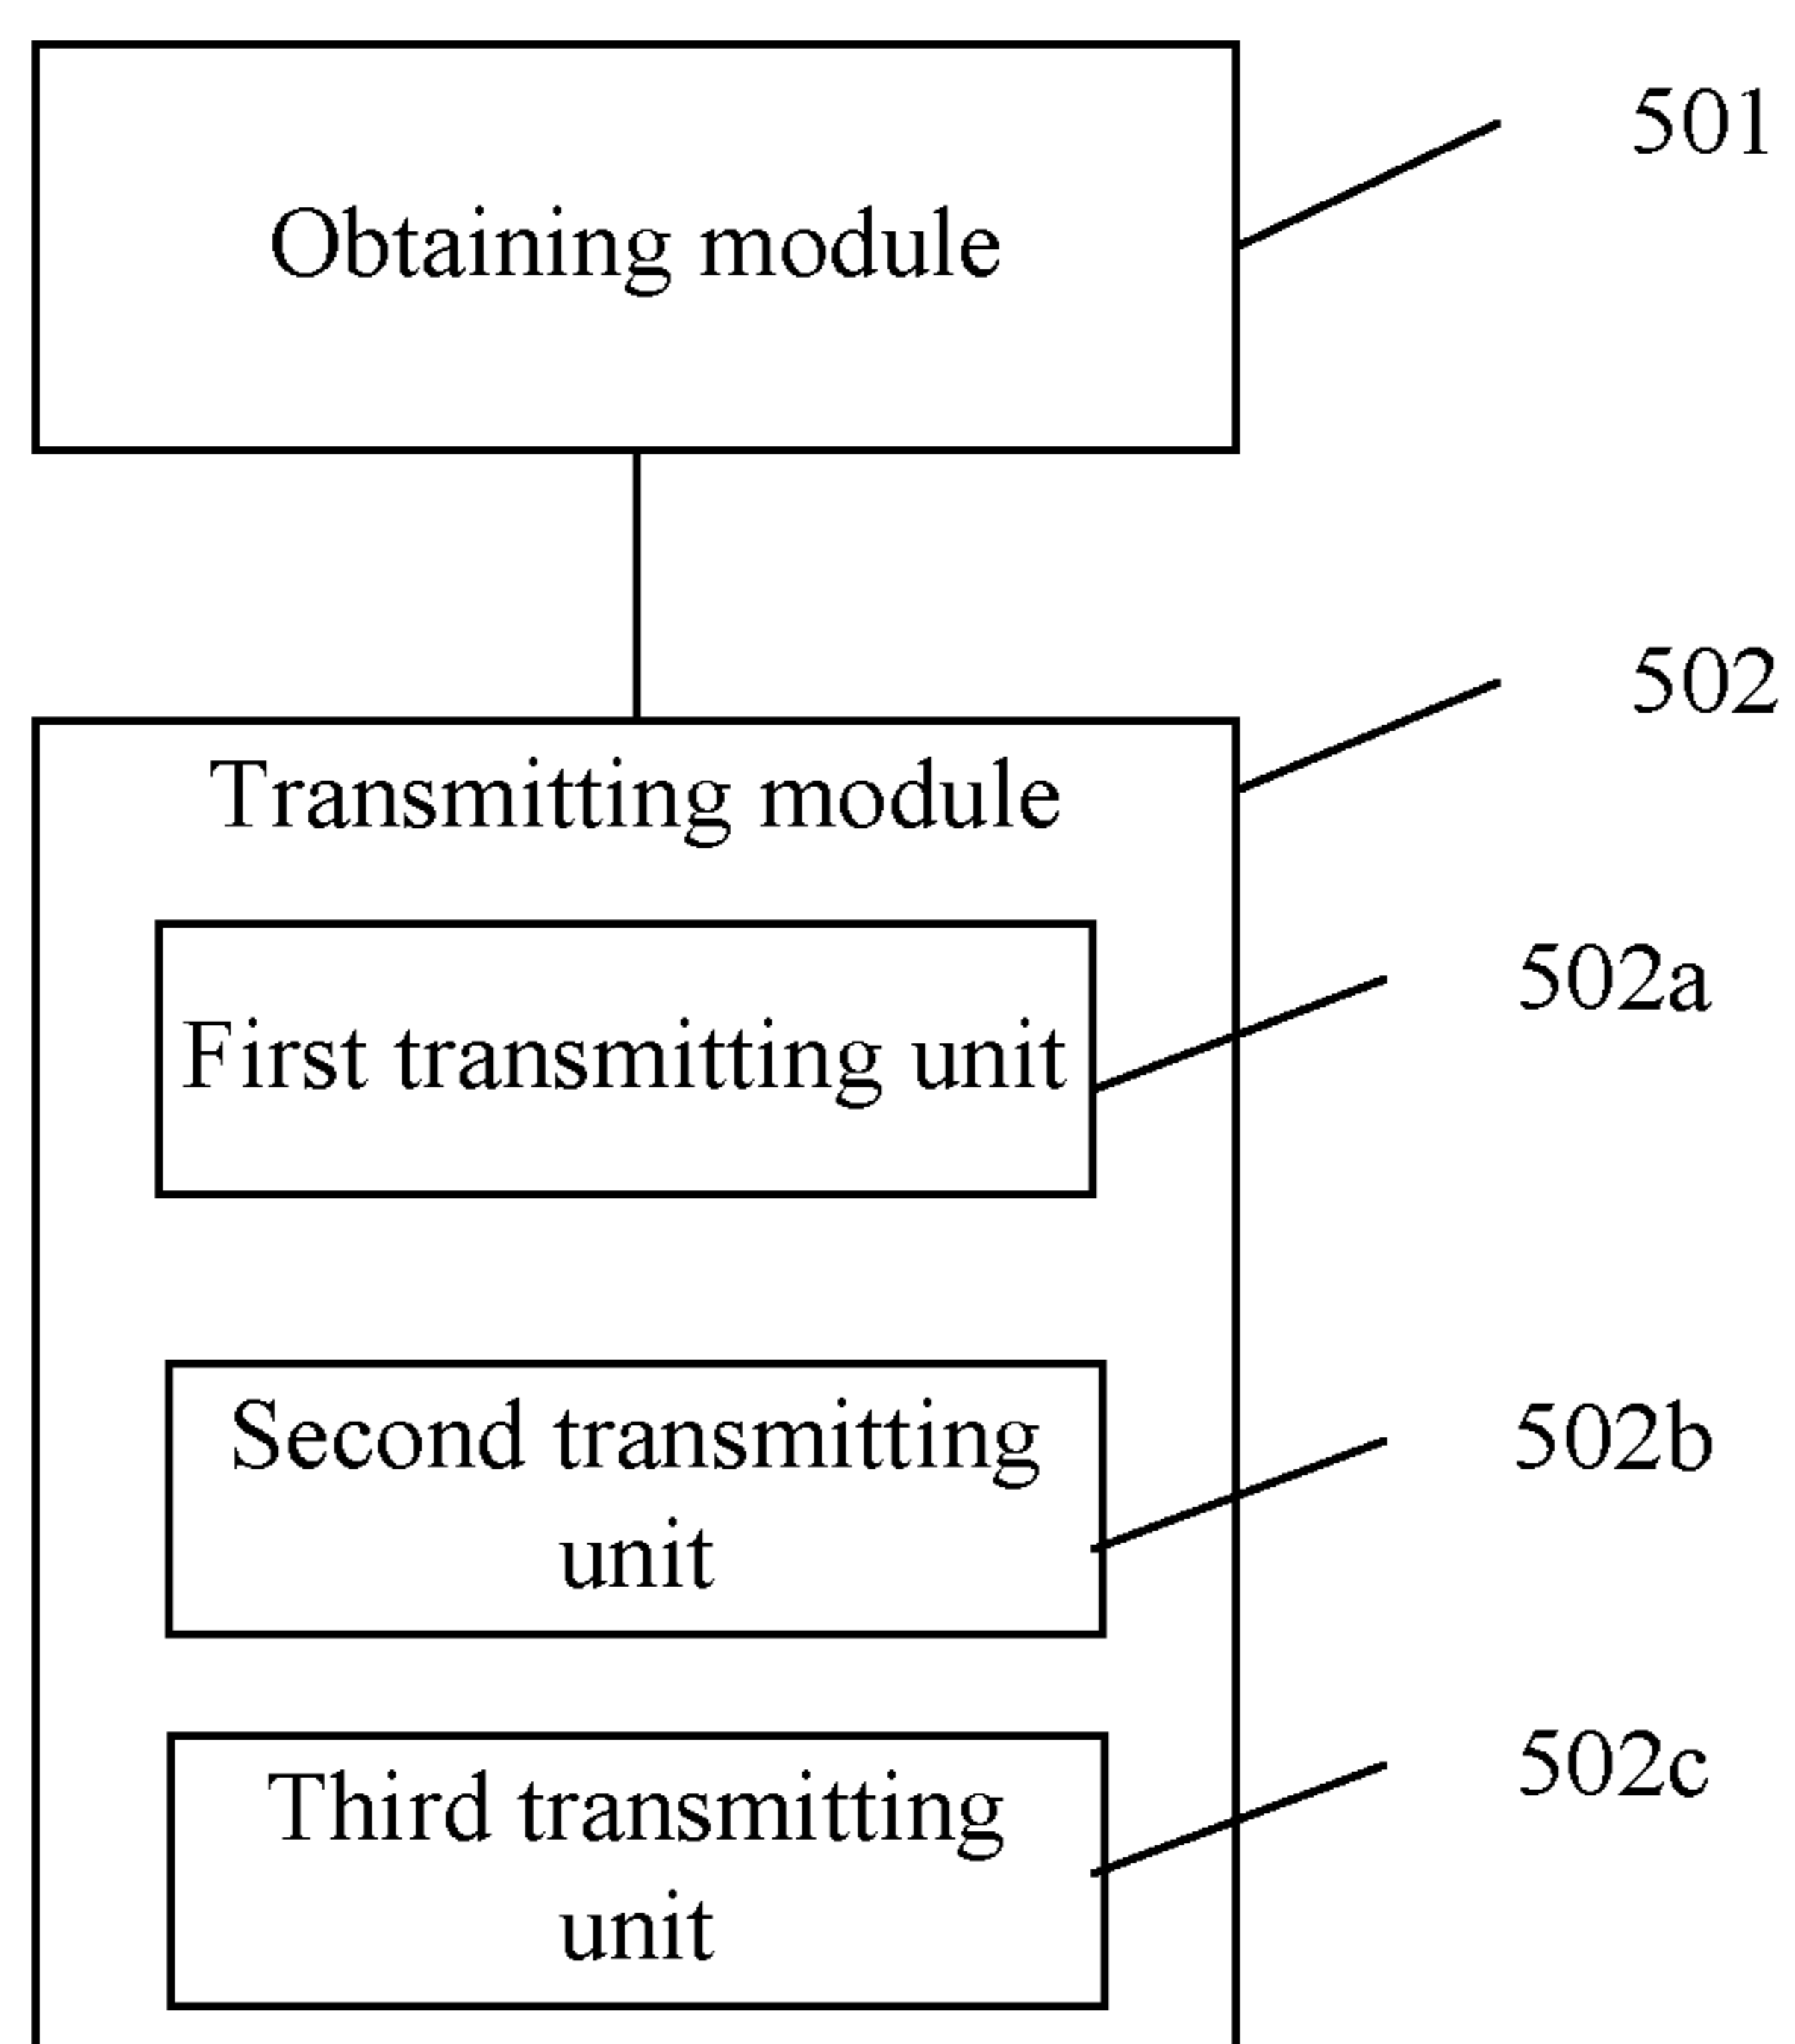 Obtaining module
501
Transmitting module
502
First transmitting unit
502a
Second transmitting
unit
502b
Third transmitting
unit
502c